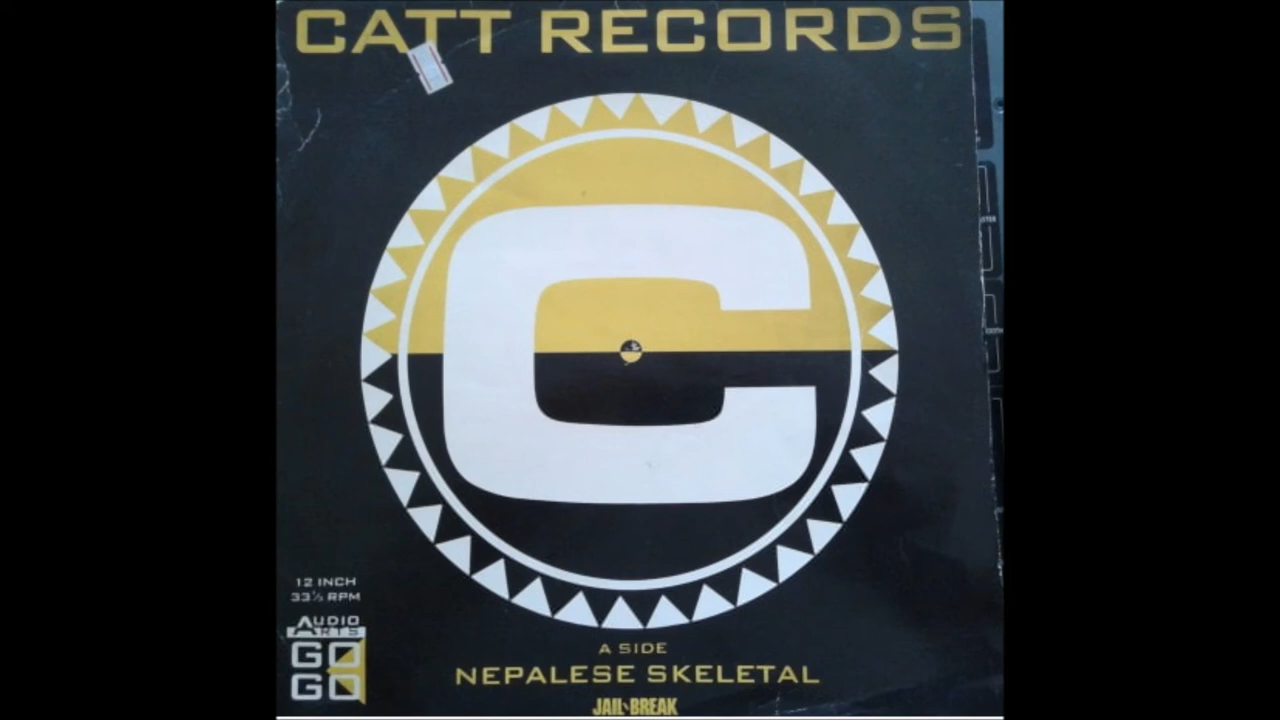 CATT RECORDS
C
12 INCH
33⅓ RPM
AUDIO
ARTS
GO
GO
A SIDE
NEPALESE SKELETAL
JAIL-BREAK